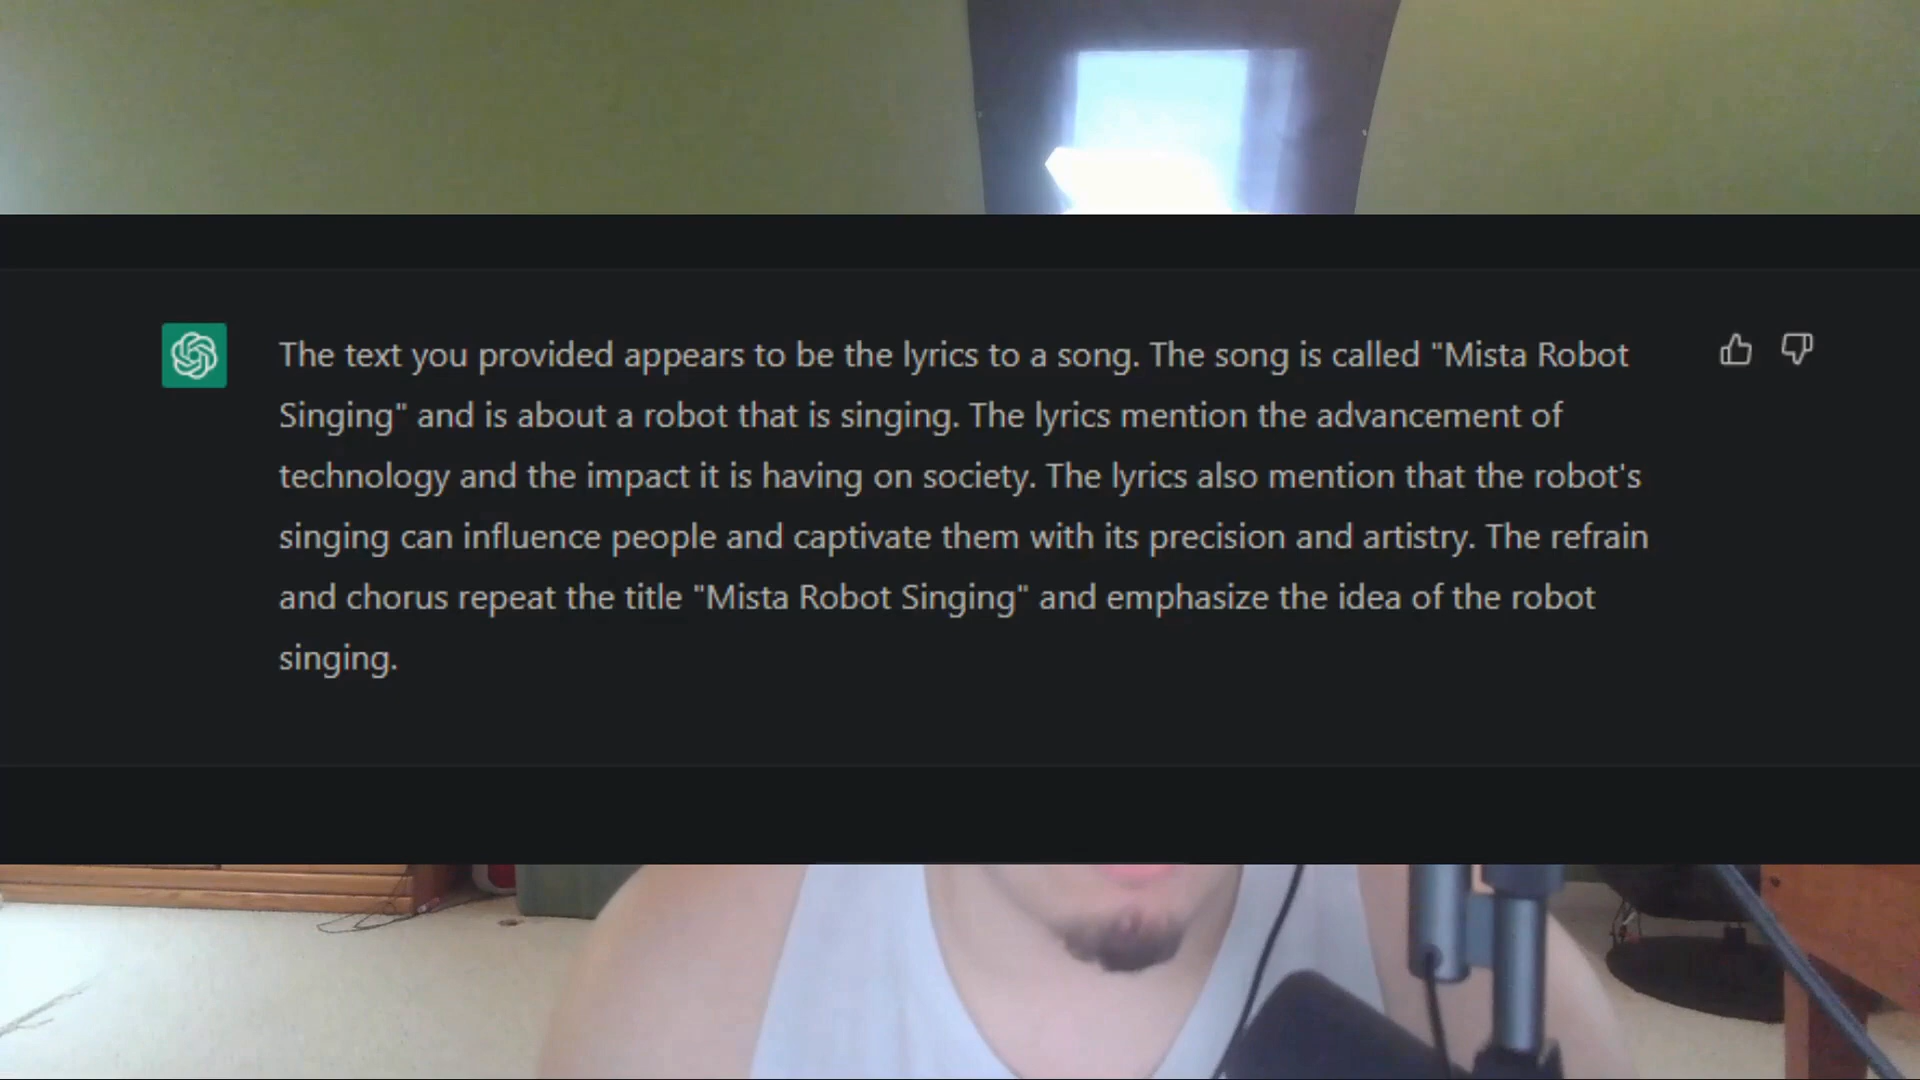 The text you provided appears to be the lyrics to a song. The song is called "Mista Robot
Singing" and is about a robot that is singing. The lyrics mention the advancement of
technology and the impact it is having on society. The lyrics also mention that the robot's
singing can influence people and captivate them with its precision and artistry. The refrain
and chorus repeat the title "Mista Robot Singing" and emphasize the idea of the robot
singing.